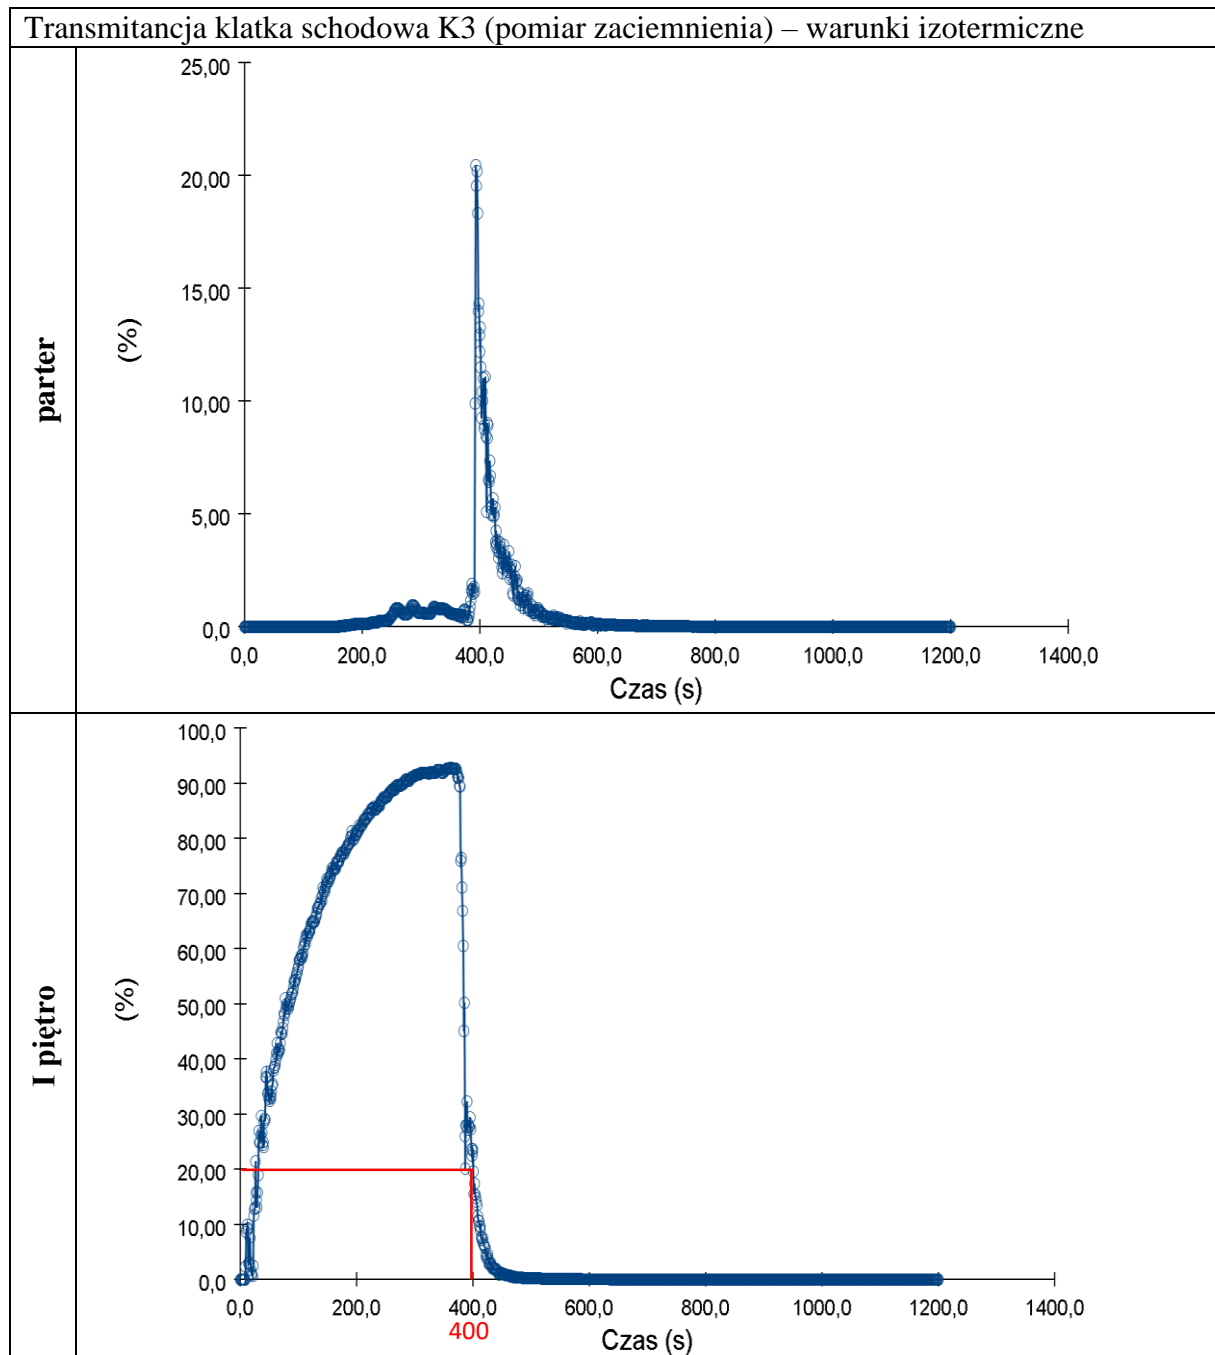 Transmitancja klatka schodowa K3 (pomiar zaciemnienia) – warunki izotermiczne
parter
(%)
25,00
20,00
15,00
10,00
5,00
0,0
0,0 200,0 400,0 600,0 800,0 1000,0 1200,0 1400,0
Czas (s)
I piętro
(%)
100,0
90,00
80,00
70,00
60,00
50,00
40,00
30,00
20,00
10,00
0,0
0,0 200,0 400,0 600,0 800,0 1000,0 1200,0 1400,0
400
Czas (s)